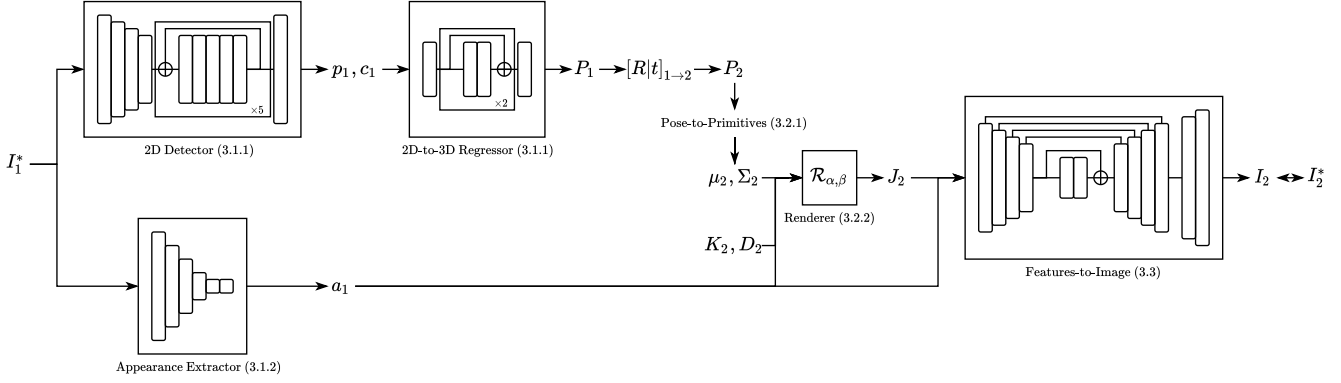 ×5
×2
p₁, c₁
P₁
[R|t]₁→₂
P₂
2D Detector (3.1.1)
2D-to-3D Regressor (3.1.1)
Pose-to-Primitives (3.2.1)
I₁*
μ₂, Σ₂
ℛα,β
J₂
I₂
I₂*
Renderer (3.2.2)
K₂, D₂
Features-to-Image (3.3)
a₁
Appearance Extractor (3.1.2)